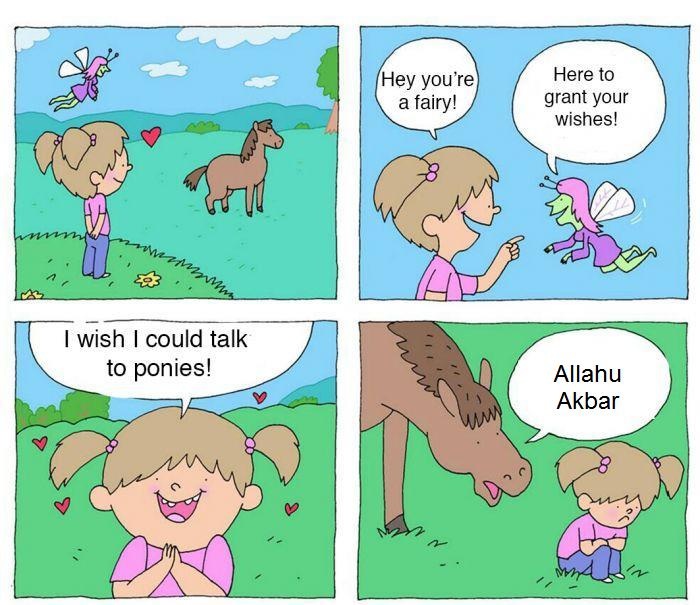 Hey you're
a fairy!
Here to
grant your
wishes!
I wish I could talk
to ponies!
Allahu
Akbar